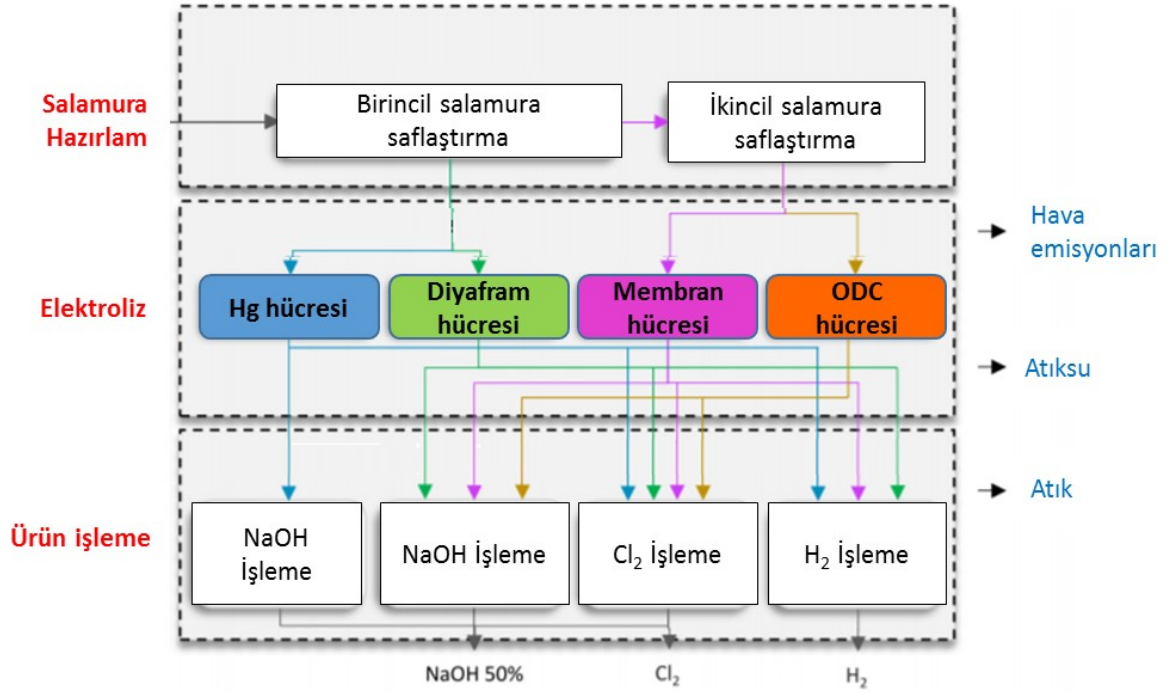 Salamura
Hazırlam
Birincil salamura
saflaştırma
İkincil salamura
saflaştırma
Hava
emisyonları
Elektroliz
Hg hücresi
Diyafram
hücresi
Membran
hücresi
ODC
hücresi
Atıksu
Atık
Ürün işleme
NaOH
İşleme
NaOH İşleme
Cl₂ İşleme
H₂ İşleme
NaOH 50%
Cl₂
H₂